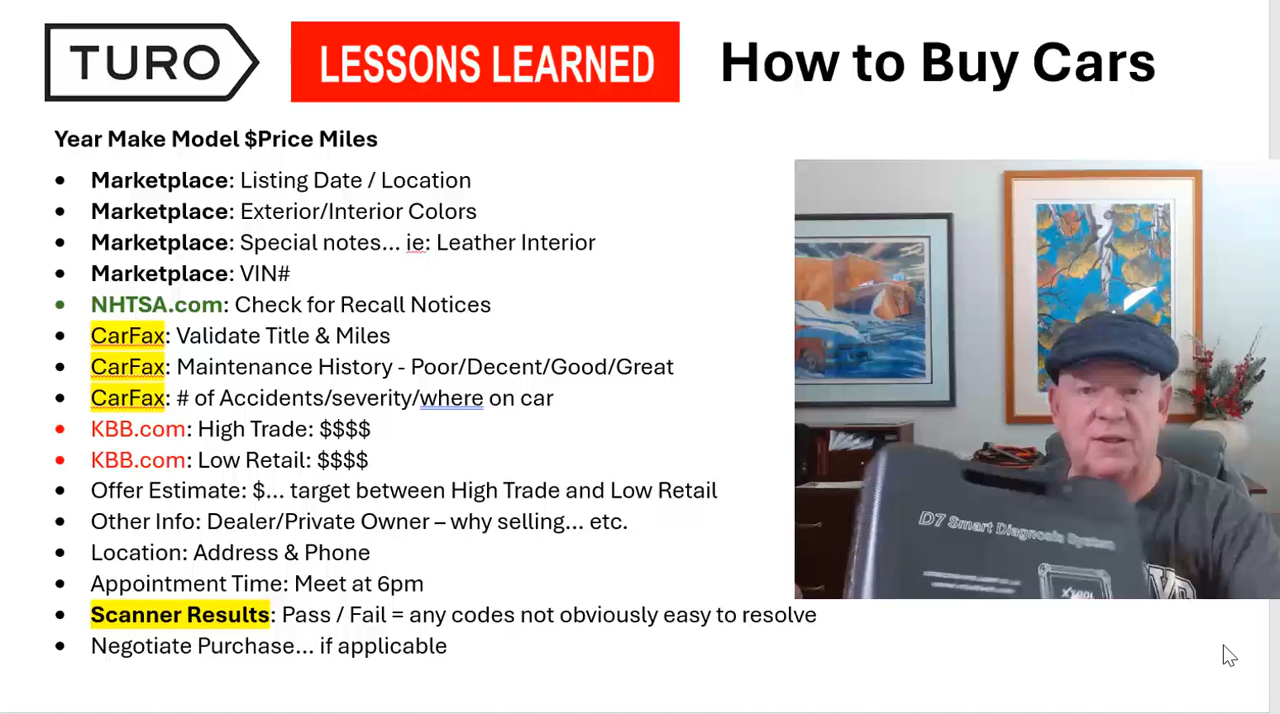 TURO
LESSONS LEARNED
How to Buy Cars
Year Make Model $Price Miles
• Marketplace: Listing Date / Location
• Marketplace: Exterior/Interior Colors
• Marketplace: Special notes... ie: Leather Interior
• Marketplace: VIN#
• NHTSA.com: Check for Recall Notices
• CarFax: Validate Title & Miles
• CarFax: Maintenance History - Poor/Decent/Good/Great
• CarFax: # of Accidents/severity/where on car
• KBB.com: High Trade: $$$$
• KBB.com: Low Retail: $$$$
• Offer Estimate: $... target between High Trade and Low Retail
• Other Info: Dealer/Private Owner – why selling... etc.
• Location: Address & Phone
• Appointment Time: Meet at 6pm
• Scanner Results: Pass / Fail = any codes not obviously easy to resolve
• Negotiate Purchase... if applicable
D7 Smart Diagnosis System